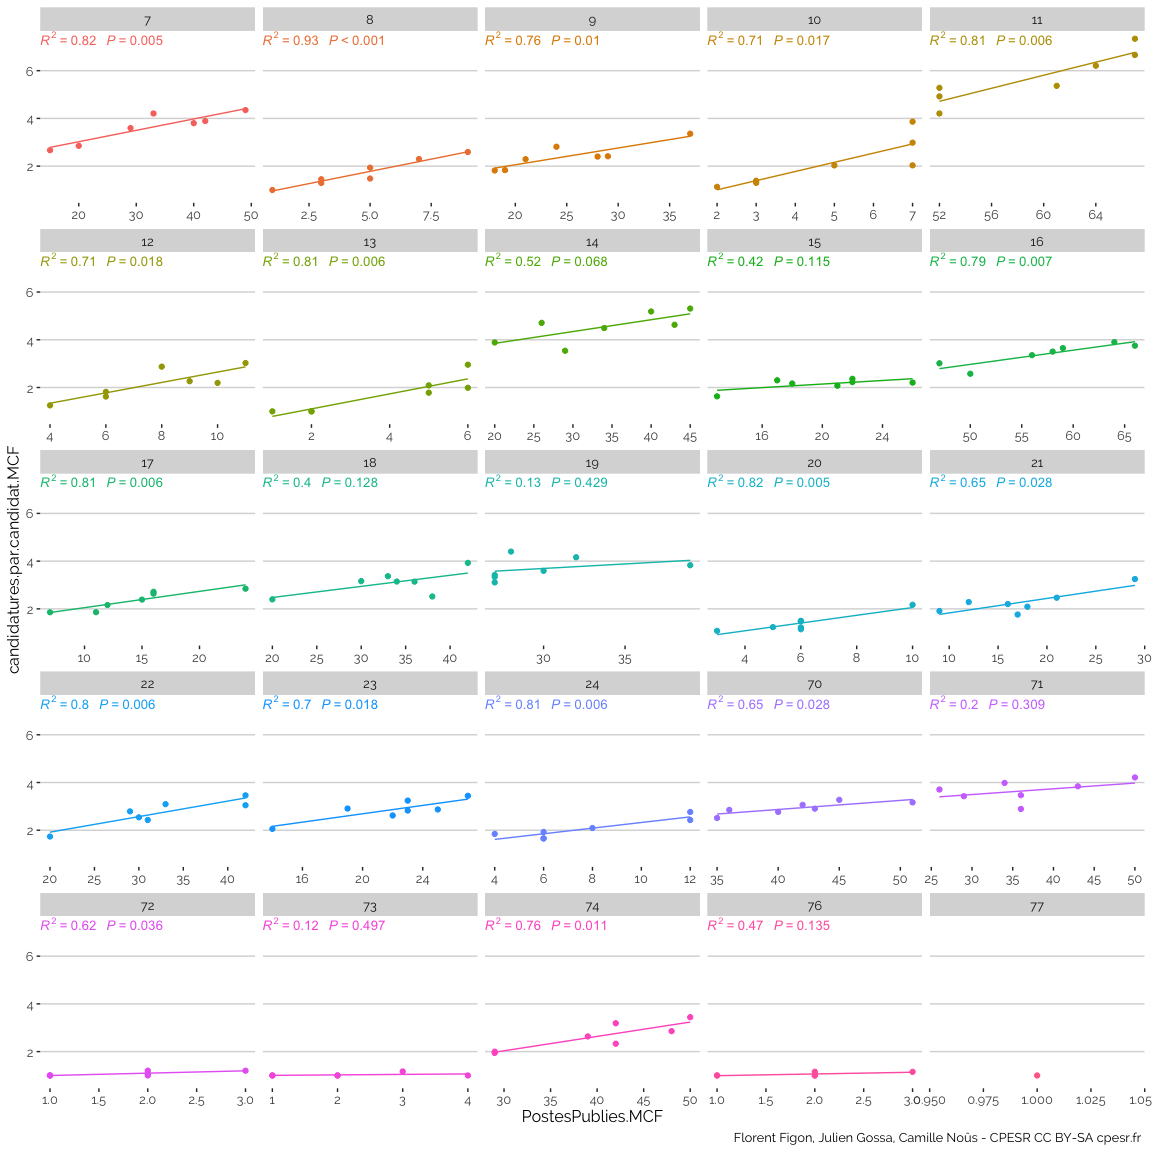 7 8 9 10 11
R² = 0.82 P = 0.005 R² = 0.93 P < 0.001 R² = 0.76 P = 0.01 R² = 0.71 P = 0.017 R² = 0.81 P = 0.006
6
4
2
20 30 40 50 2.5 5.0 7.5 20 25 30 35 2 3 4 5 6 7 52 56 60 64
12 13 14 15 16
R² = 0.71 P = 0.018 R² = 0.81 P = 0.006 R² = 0.52 P = 0.068 R² = 0.42 P = 0.115 R² = 0.79 P = 0.007
6
4
2
4 6 8 10 2 4 6 20 25 30 35 40 45 16 20 24 50 55 60 65
candidatures.par.candidat.MCF
17 18 19 20 21
R² = 0.81 P = 0.006 R² = 0.4 P = 0.128 R² = 0.13 P = 0.429 R² = 0.82 P = 0.005 R² = 0.65 P = 0.028
6
4
2
10 15 20 20 25 30 35 40 30 35 4 6 8 10 10 15 20 25 30
22 23 24 70 71
R² = 0.8 P = 0.006 R² = 0.7 P = 0.018 R² = 0.81 P = 0.006 R² = 0.65 P = 0.028 R² = 0.2 P = 0.309
6
4
2
20 25 30 35 40 16 20 24 4 6 8 10 12 35 40 45 50 25 30 35 40 45 50
72 73 74 76 77
R² = 0.62 P = 0.036 R² = 0.12 P = 0.497 R² = 0.76 P = 0.011 R² = 0.47 P = 0.135
6
4
2
1.0 1.5 2.0 2.5 3.0 1 2 3 4 30 35 40 45 50 1.0 1.5 2.0 2.5 3.0 0.950 0.975 1.000 1.025 1.05
PostesPublies.MCF
Florent Figon, Julien Gossa, Camille Noûs - CPESR CC BY-SA cpesr.fr